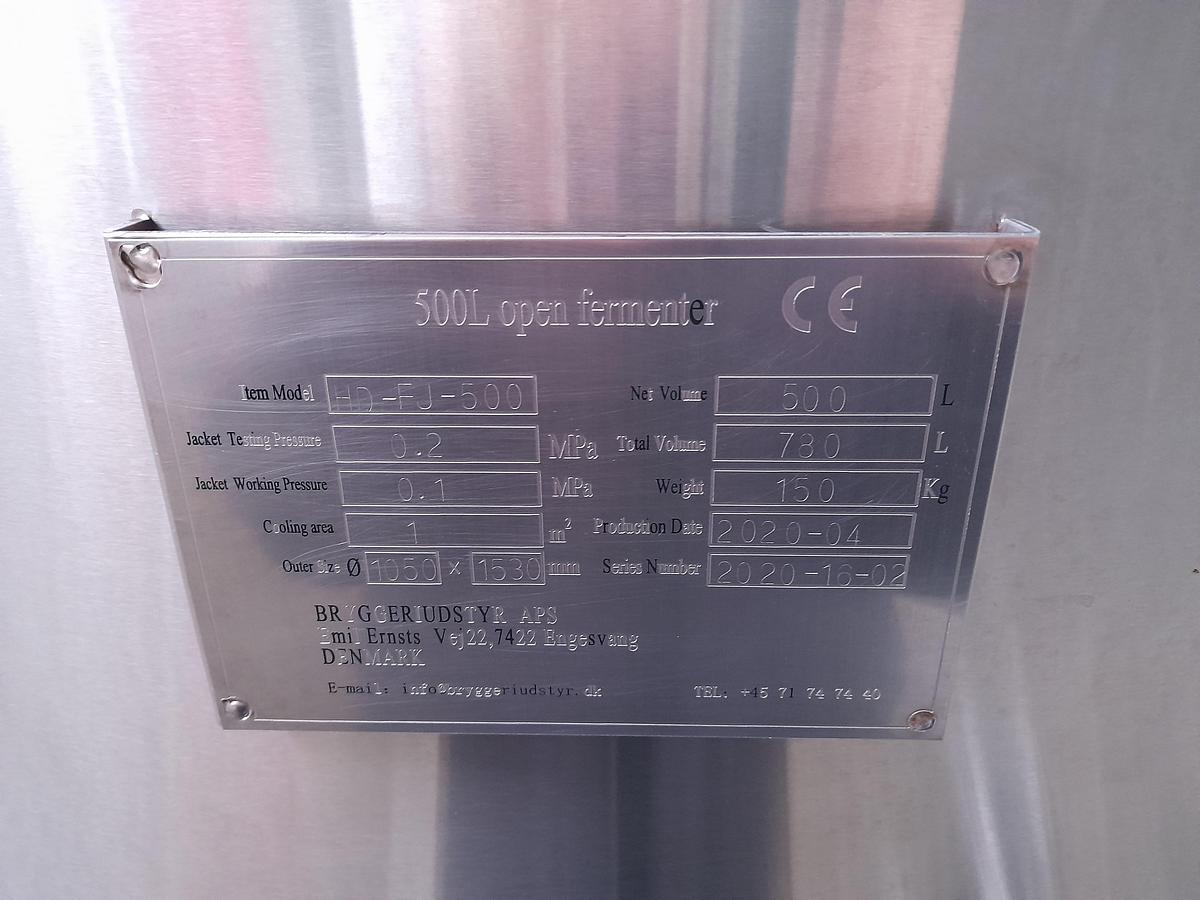 500L open fermenter CE
Item Model HD-FJ-500 Net Volume 500 L
Jacket Testing Pressure 0.2 MPa Total Volume 780 L
Jacket Working Pressure 0.1 MPa Weight 150 Kg
Cooling area 1 m² Production Date 2020-04
Outer Size Ø 1050 × 1530 mm Series Number 2020-16-02
BRYGGERIUDSTYR APS
Emil Ernsts Vej22,7422 Engesvang
DENMARK
E-mail: info@bryggeriudstyr.dk TEL: +45 71 74 74 40